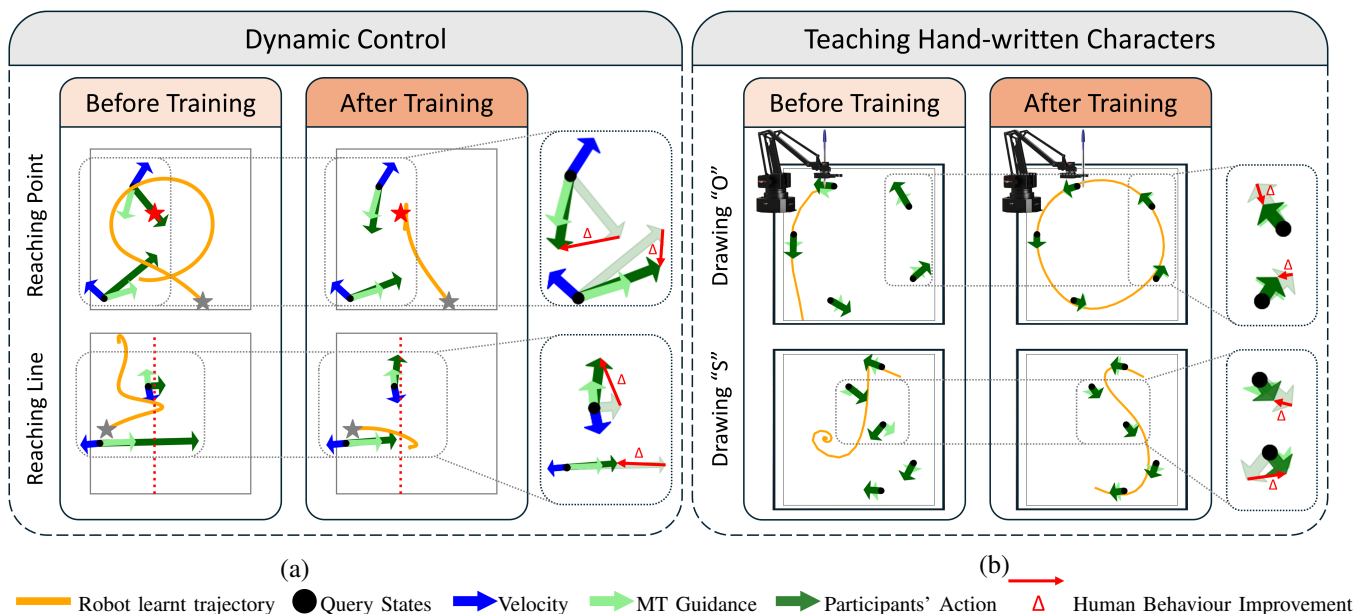 Dynamic Control
Teaching Hand-written Characters
Before Training
After Training
Before Training
After Training
Reaching Point
Δ
Δ
Drawing "O"
Δ
Δ
Reaching Line
Δ
Δ
Drawing "S"
Δ
Δ
(a)
(b)
Robot learnt trajectory
Query States
Velocity
MT Guidance
Participants' Action
Δ Human Behaviour Improvement